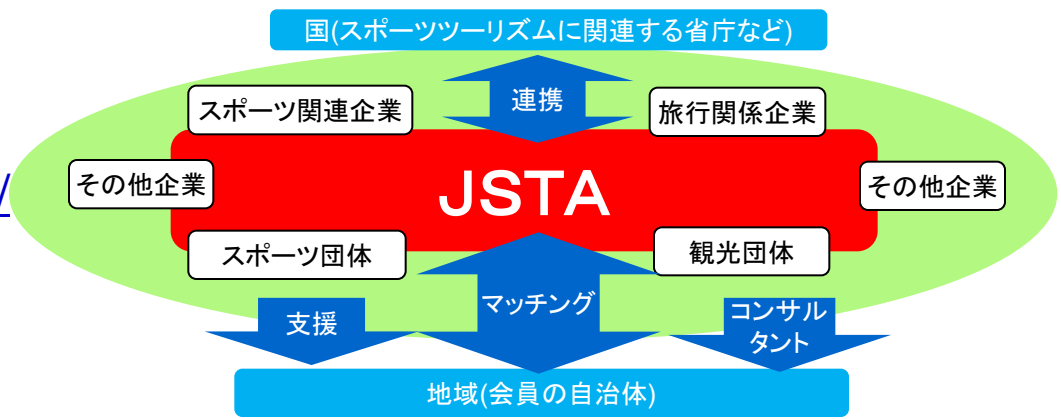 国(スポーツツーリズムに関連する省庁など)
連携
スポーツ関連企業
旅行関係企業
/
その他企業
JSTA
その他企業
スポーツ団体
観光団体
支援
マッチング
コンサル
タント
地域(会員の自治体)